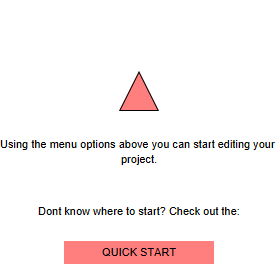 Using the menu options above you can start editing your
project.
Dont know where to start? Check out the:
QUICK START